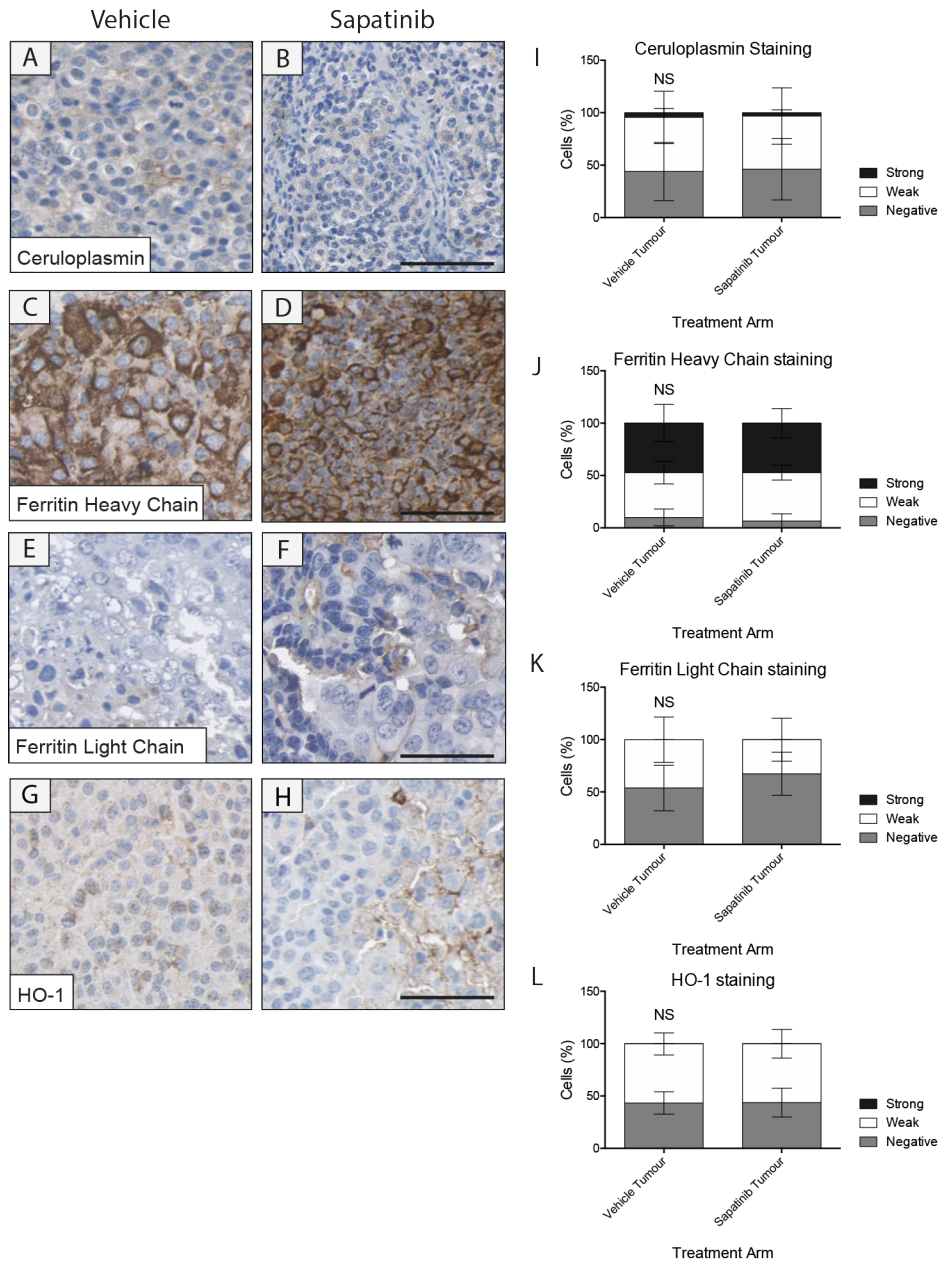 Vehicle
Sapatinib
A
B
Ceruloplasmin
C
D
Ferritin Heavy Chain
E
F
Ferritin Light Chain
G
H
HO-1
I
Ceruloplasmin Staining
150
100
50
0
Cells (%)
NS
Strong
Weak
Negative
Vehicle Tumour
Sapatinib Tumour
Treatment Arm
J
Ferritin Heavy Chain staining
150
100
50
0
Cells (%)
NS
Strong
Weak
Negative
Vehicle Tumour
Sapatinib Tumour
Treatment Arm
K
Ferritin Light Chain staining
150
100
50
0
Cells (%)
NS
Strong
Weak
Negative
Vehicle Tumour
Sapatinib Tumour
Treatment Arm
L
HO-1 staining
150
100
50
0
Cells (%)
NS
Strong
Weak
Negative
Vehicle Tumour
Sapatinib Tumour
Treatment Arm